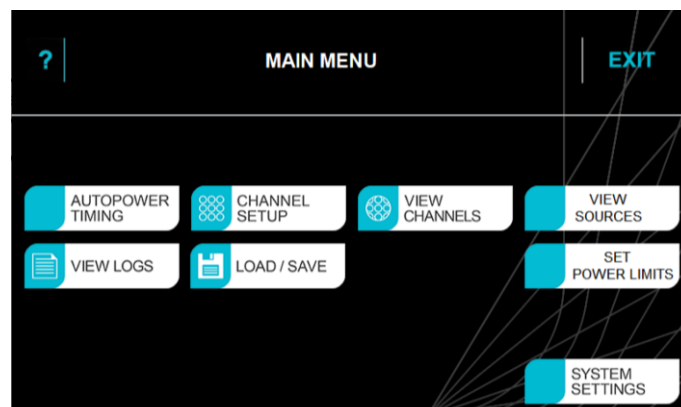 ?
MAIN MENU
EXIT
AUTOPOWER
TIMING
CHANNEL
SETUP
VIEW
CHANNELS
VIEW
SOURCES
VIEW LOGS
LOAD / SAVE
SET
POWER LIMITS
SYSTEM
SETTINGS